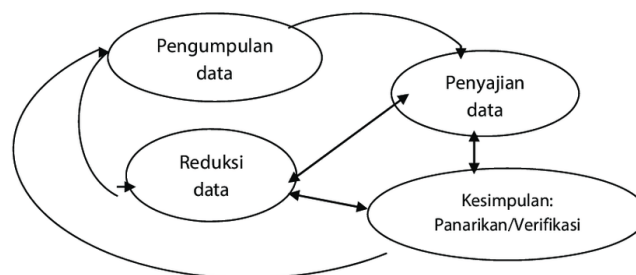 Pengumpulan
data
Penyajian
data
Reduksi
data
Kesimpulan:
Panarikan/Verifikasi